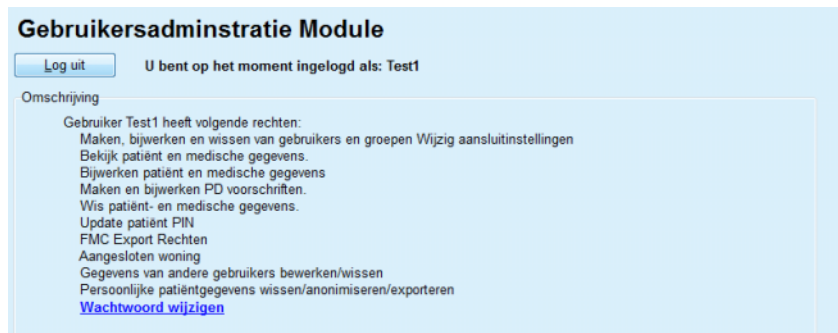 Gebruikersadminstratie Module
Log uit U bent op het moment ingelogd als: Test1
Omschrijving
Gebruiker Test1 heeft volgende rechten:
Maken, bijwerken en wissen van gebruikers en groepen Wijzig aansluitinstellingen
Bekijk patiënt en medische gegevens.
Bijwerken patiënt en medische gegevens
Maken en bijwerken PD voorschriften.
Wis patiënt- en medische gegevens.
Update patiënt PIN
FMC Export Rechten
Aangesloten woning
Gegevens van andere gebruikers bewerken/wissen
Persoonlijke patiëntgegevens wissen/anonimiseren/exporteren
Wachtwoord wijzigen